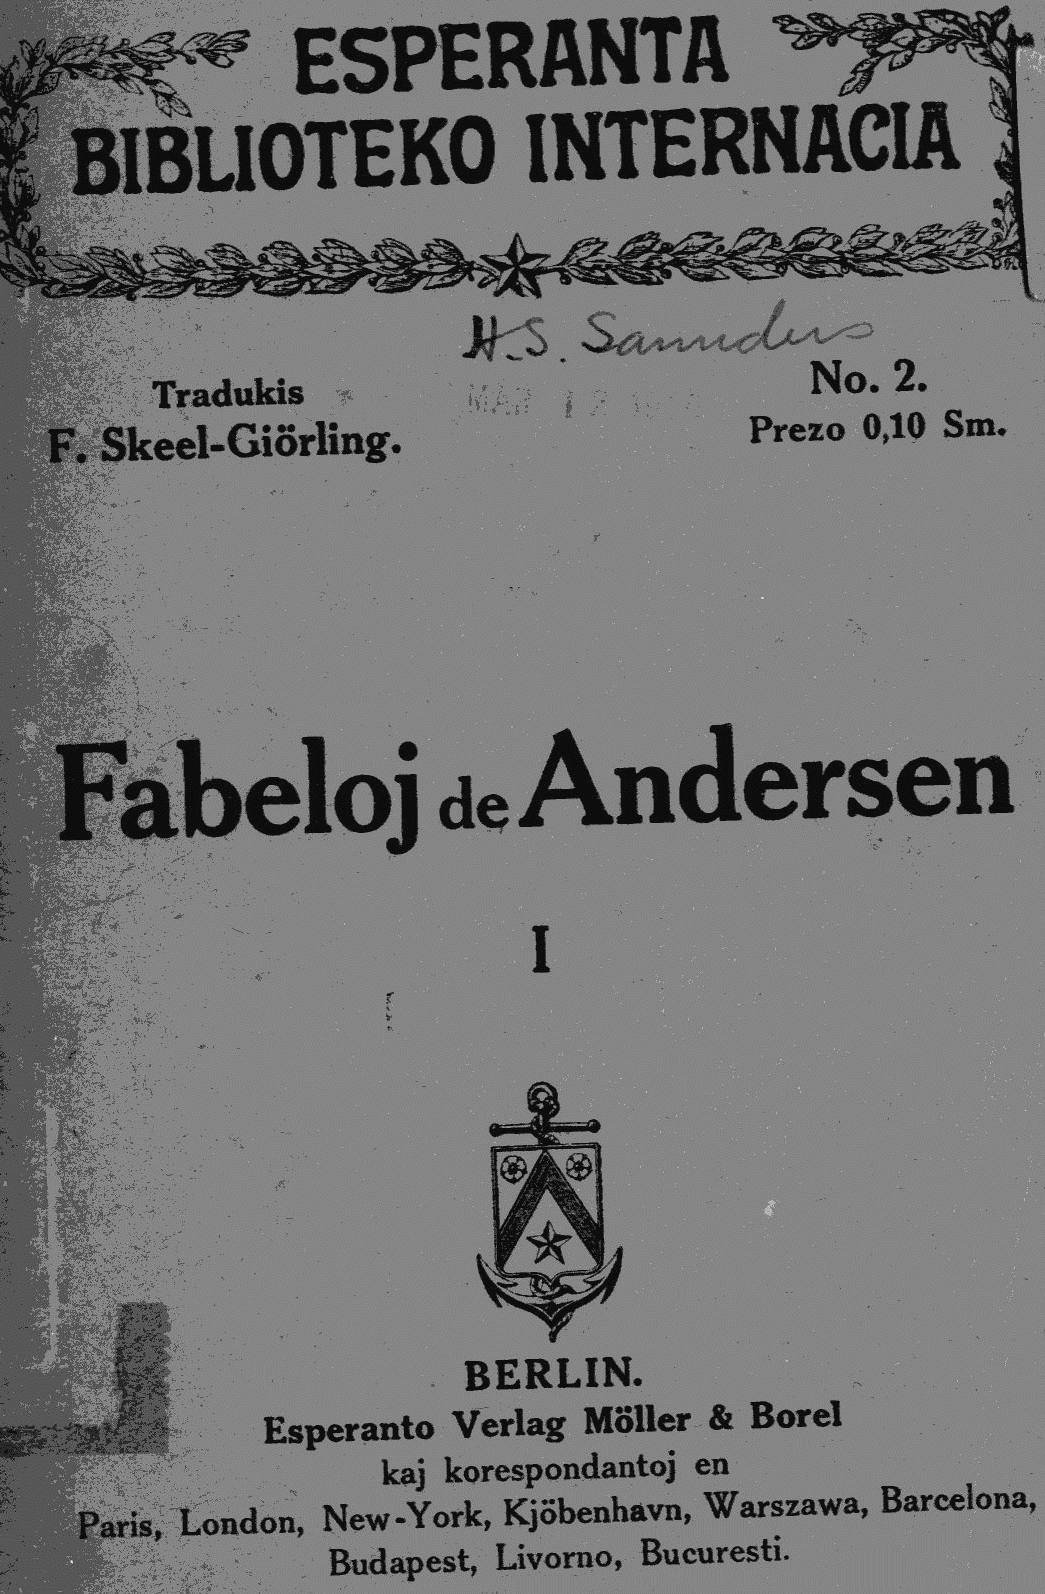 ESPERANTA
BIBLIOTEKO INTERNACIA
H. S. Saunders
Tradukis
F. Skeel-Giörling.
MAR 12
No. 2.
Prezo 0,10 Sm.
Fabeloj de Andersen
I
BERLIN.
Esperanto Verlag Möller & Borel
kaj korespondantoj en
Paris, London, New-York, Kjöbenhavn, Warszawa, Barcelona,
Budapest, Livorno, Bucuresti.